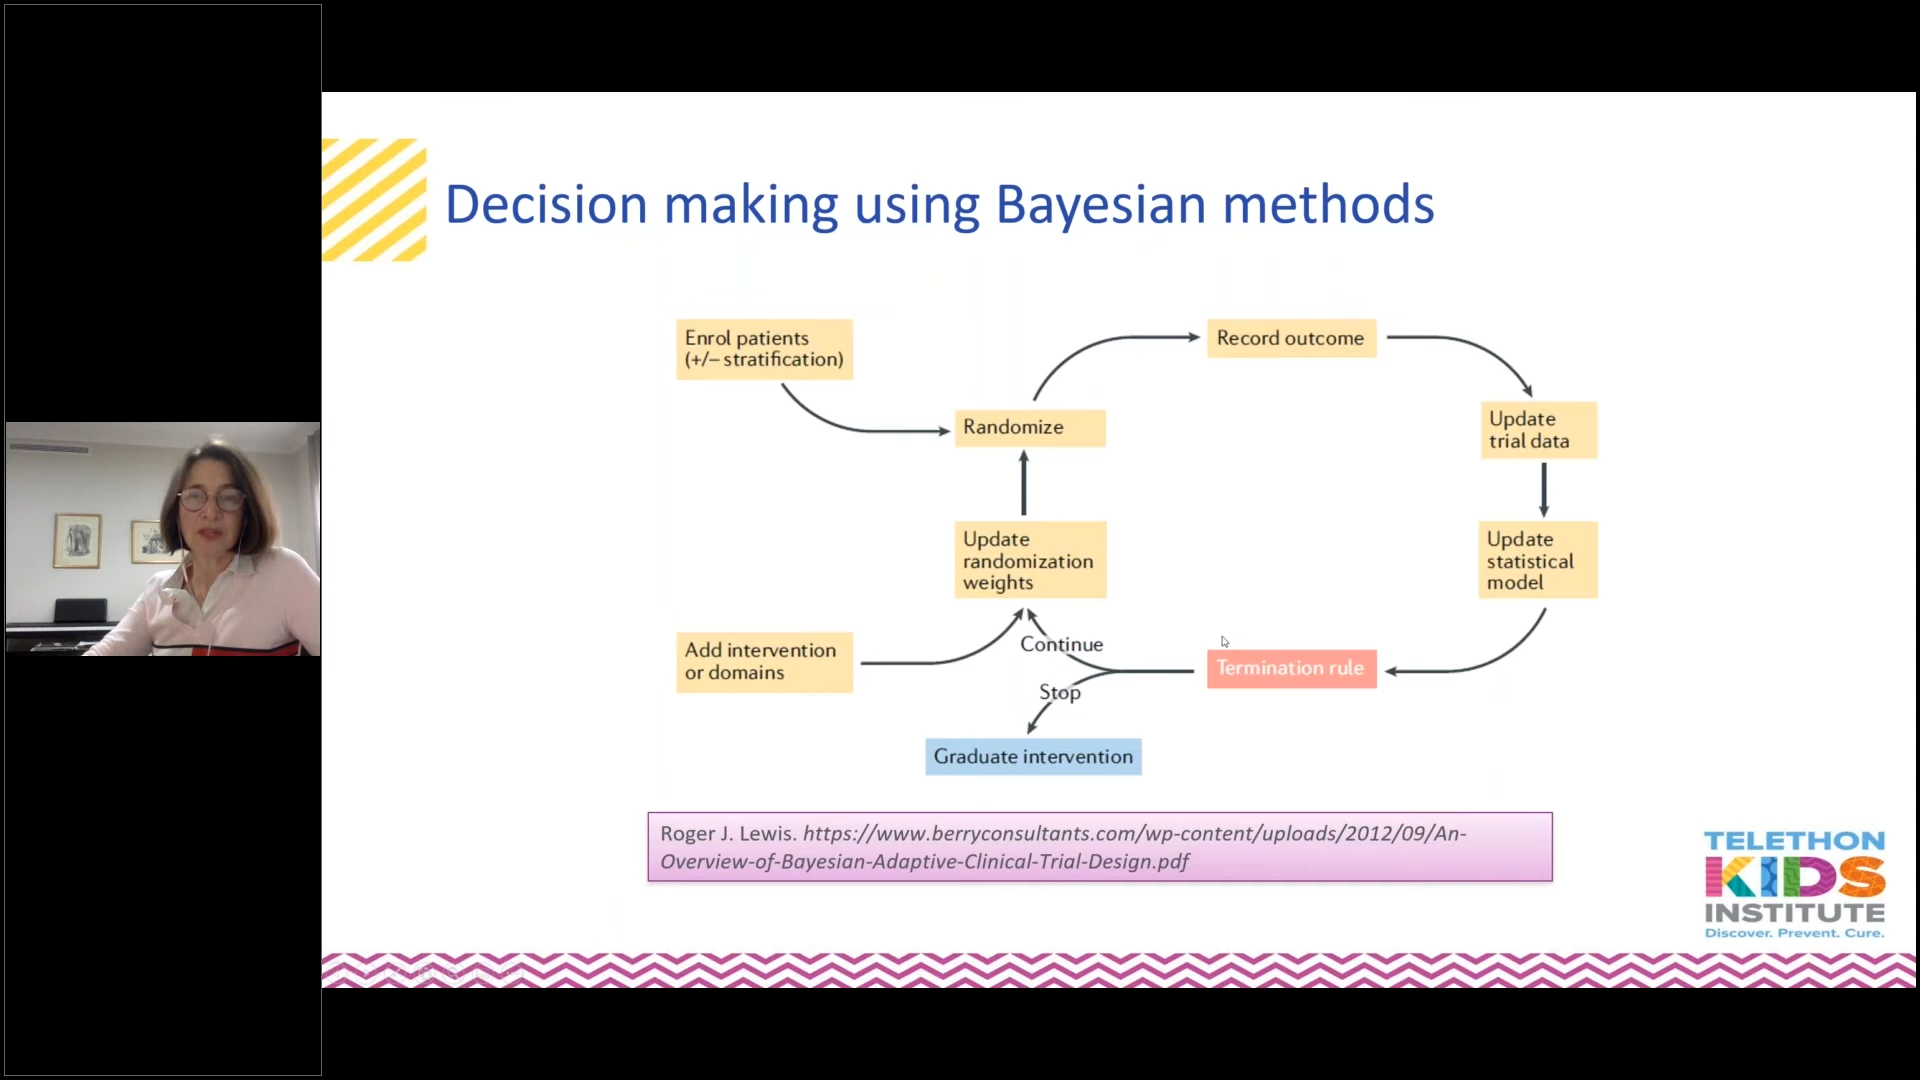 Decision making using Bayesian methods
Enrol patients
(+/– stratification)
Record outcome
Randomize
Update
trial data
Update
randomization
weights
Update
statistical
model
Add intervention
or domains
Continue
Termination rule
Stop
Graduate intervention
Roger J. Lewis. https://www.berryconsultants.com/wp-content/uploads/2012/09/An-
Overview-of-Bayesian-Adaptive-Clinical-Trial-Design.pdf
TELETHON
KIDS
INSTITUTE
Discover. Prevent. Cure.